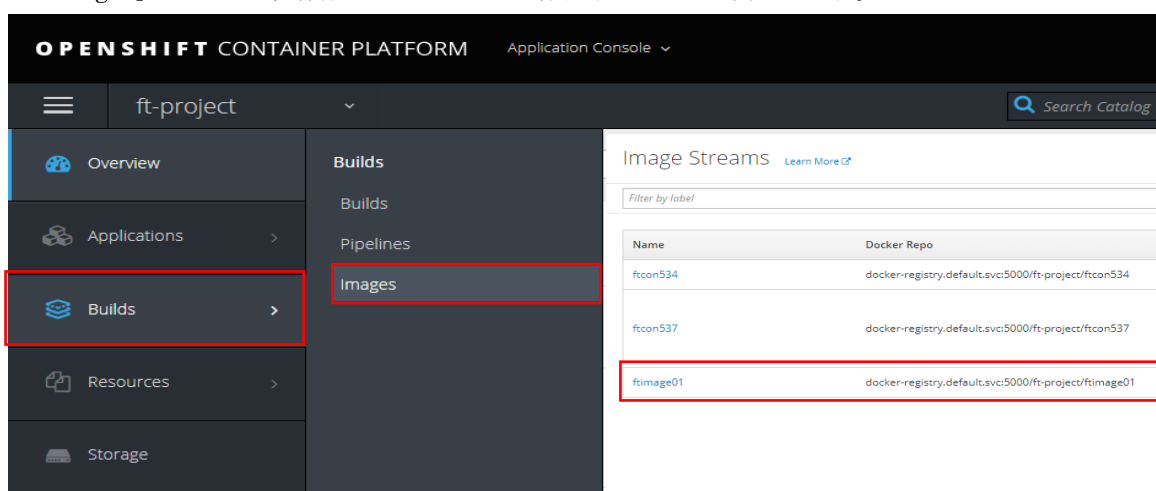 OPENSHIFT CONTAINER PLATFORM Application Console
ft-project
Search Catalog
Overview
Applications
Builds
Resources
Storage
Builds
Builds
Pipelines
Images
Image Streams Learn More
Filter by label
Name Docker Repo
ftcon534 docker-registry.default.svc:5000/ft-project/ftcon534
ftcon537 docker-registry.default.svc:5000/ft-project/ftcon537
ftimage01 docker-registry.default.svc:5000/ft-project/ftimage01